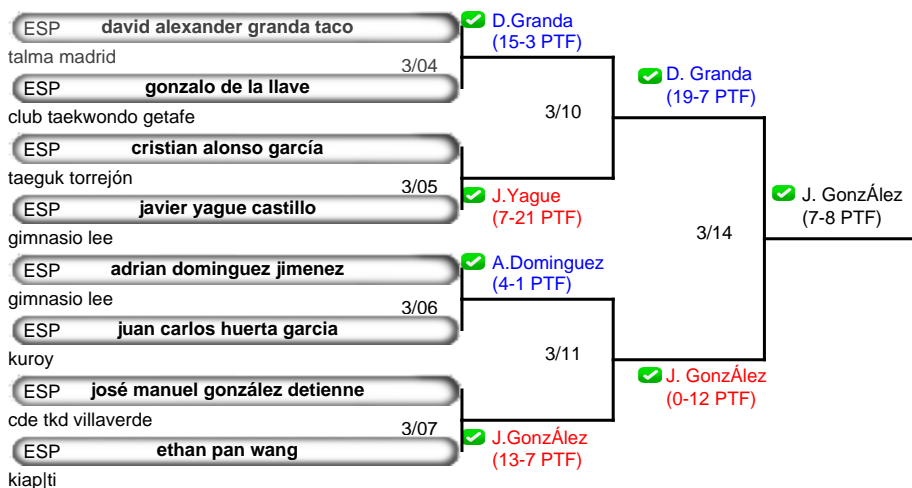 ESP david alexander granda taco
talma madrid
3/04
ESP gonzalo de la llave
club taekwondo getafe
ESP cristian alonso garcía
taeguk torrejón
3/05
ESP javier yague castillo
gimnasio lee
ESP adrian dominguez jimenez
gimnasio lee
3/06
ESP juan carlos huerta garcia
kuroy
ESP josé manuel gonzález detienne
cde tkd villaverde
3/07
ESP ethan pan wang
kiap|ti
D.Granda
(15-3 PTF)
3/10
J.Yague
(7-21 PTF)
A.Dominguez
(4-1 PTF)
3/11
J.GonzÁlez
(13-7 PTF)
D. Granda
(19-7 PTF)
3/14
J. GonzÁlez
(0-12 PTF)
J. GonzÁlez
(7-8 PTF)